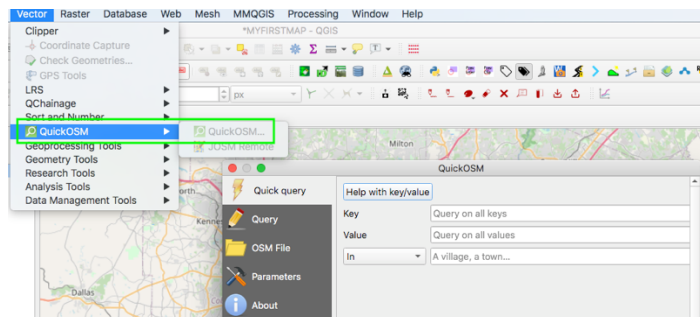 Vector Raster Database Web Mesh MMQGIS Processing Window Help
*MYFIRSTMAP - QGIS
Clipper
Coordinate Capture
Check Geometries...
GPS Tools
LRS
QChainage
Sort and Number
QuickOSM
QuickOSM...
JOSM Remote
Geoprocessing Tools
Geometry Tools
Research Tools
Analysis Tools
Data Management Tools
px
Milton
QuickOSM
Quick query
Help with key/value
Key
Query on all keys
Query
Value
Query on all values
OSM File
In
A village, a town...
Parameters
About
Dallas